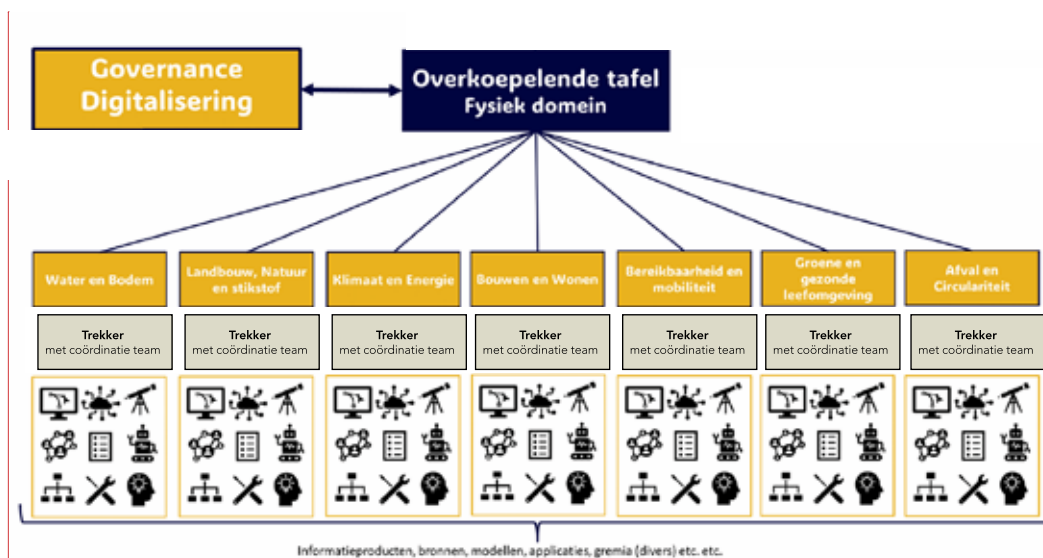 Governance
Digitalisering
Overkoepelende tafel
Fysiek domein
Water en Bodem
Landbouw, Natuur
en stikstof
Klimaat en Energie
Bouwen en Wonen
Bereikbaarheid en
mobiliteit
Groene en
gezonde
leefomgeving
Afval en
Circulariteit
Trekker
met coördinatie team
Trekker
met coördinatie team
Trekker
met coördinatie team
Trekker
met coördinatie team
Trekker
met coördinatie team
Trekker
met coördinatie team
Trekker
met coördinatie team
Informatieproducten, bronnen, modellen, applicaties, gremia (divers) etc. etc.